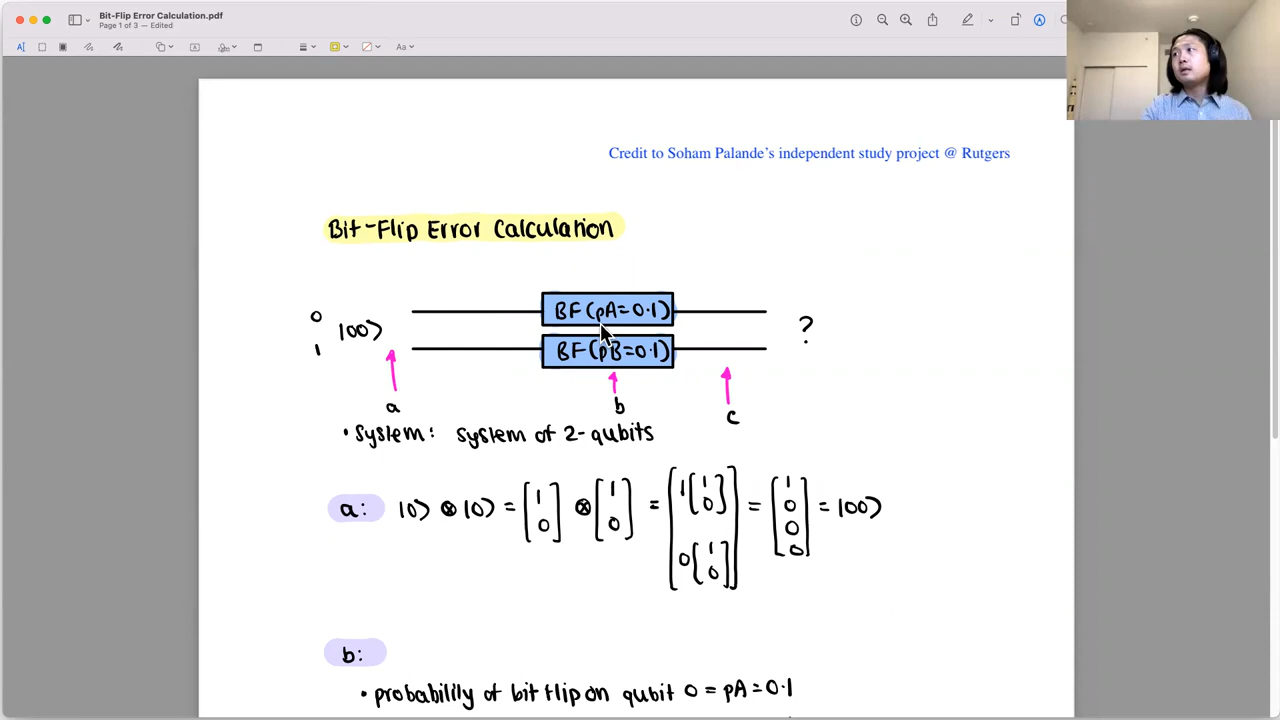 Bit-Flip Error Calculation.pdf
Page 1 of 3 — Edited
Credit to Soham Palande's independent study project @ Rutgers
Bit-Flip Error Calculation
0
BF(pA=0.1)
|00⟩
?
1
BF(pB=0.1)
a
b
c
• System: system of 2-qubits
a: |0⟩ ⊗ |0⟩ = [1 0] ⊗ [1 0] = [1[1 0] 0[1 0]] = [1 0 0 0] = |00⟩
b:
• probability of bit flip on qubit 0 = pA = 0.1